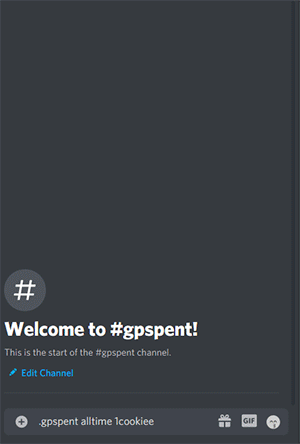 #
Welcome to #gpspent!
This is the start of the #gpspent channel.
Edit Channel
.gpspent alltime 1cookiee GIF